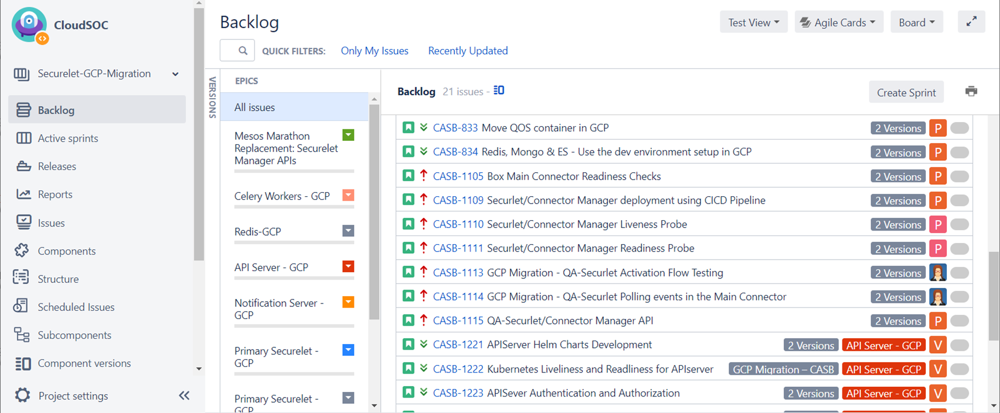 CloudSOC
Securelet-GCP-Migration
Backlog
Active sprints
Releases
Reports
Issues
Components
Structure
Scheduled Issues
Subcomponents
Component versions
Project settings
Backlog
Test View
Agile Cards
Board
QUICK FILTERS:
Only My Issues
Recently Updated
VERSIONS
EPICS
All issues
Mesos Marathon
Replacement: Securelet
Manager APIs
Celery Workers - GCP
Redis-GCP
API Server - GCP
Notification Server -
GCP
Primary Securelet -
GCP
Primary Securelet -
GCP
Backlog 21 issues -
Create Sprint
CASB-833 Move QOS container in GCP 2 Versions P
CASB-834 Redis, Mongo & ES - Use the dev environment setup in GCP 2 Versions P
CASB-1105 Box Main Connector Readiness Checks 2 Versions P
CASB-1109 Securlet/Connector Manager deployment using CICD Pipeline 2 Versions P
CASB-1110 Securlet/Connector Manager Liveness Probe 2 Versions P
CASB-1111 Securlet/Connector Manager Readiness Probe 2 Versions P
CASB-1113 GCP Migration - QA-Securlet Activation Flow Testing 2 Versions
CASB-1114 GCP Migration - QA-Securlet Polling events in the Main Connector 2 Versions
CASB-1115 QA-Securlet/Connector Manager API 2 Versions P
CASB-1221 APIServer Helm Charts Development 2 Versions API Server - GCP V
CASB-1222 Kubernetes Liveliness and Readliness for APIserver GCP Migration – CASB API Server - GCP V
CASB-1223 APISever Authentication and Authorization 2 Versions API Server - GCP V